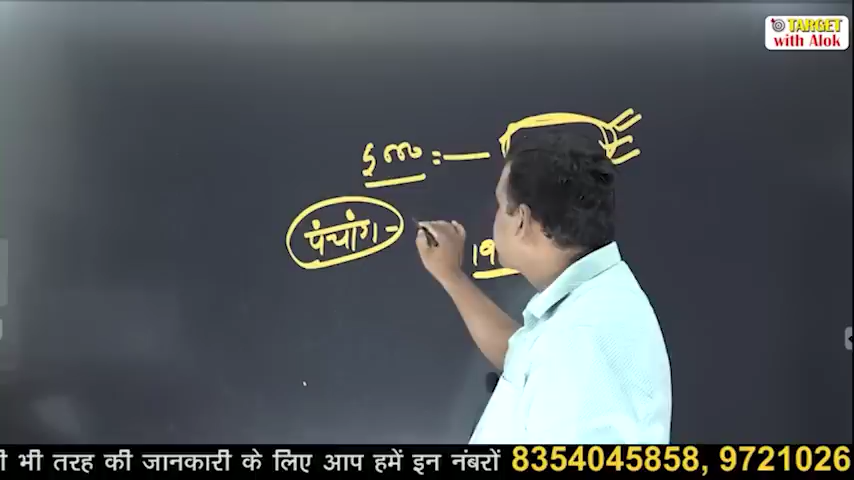 TARGET
with Alok
पंचांग -
ी भी तरह की जानकारी के लिए आप हमें इन नंबरों 8354045858, 9721026